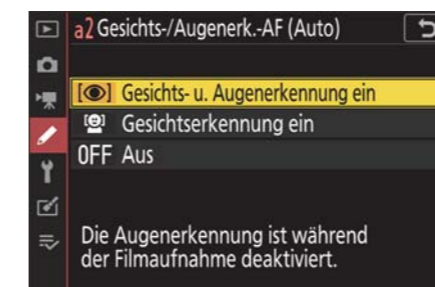 a2 Gesichts-/Augenerk.-AF (Auto)
Gesichts- u. Augenerkennung ein
Gesichtserkennung ein
OFF Aus
Die Augenerkennung ist während
der Filmaufnahme deaktiviert.